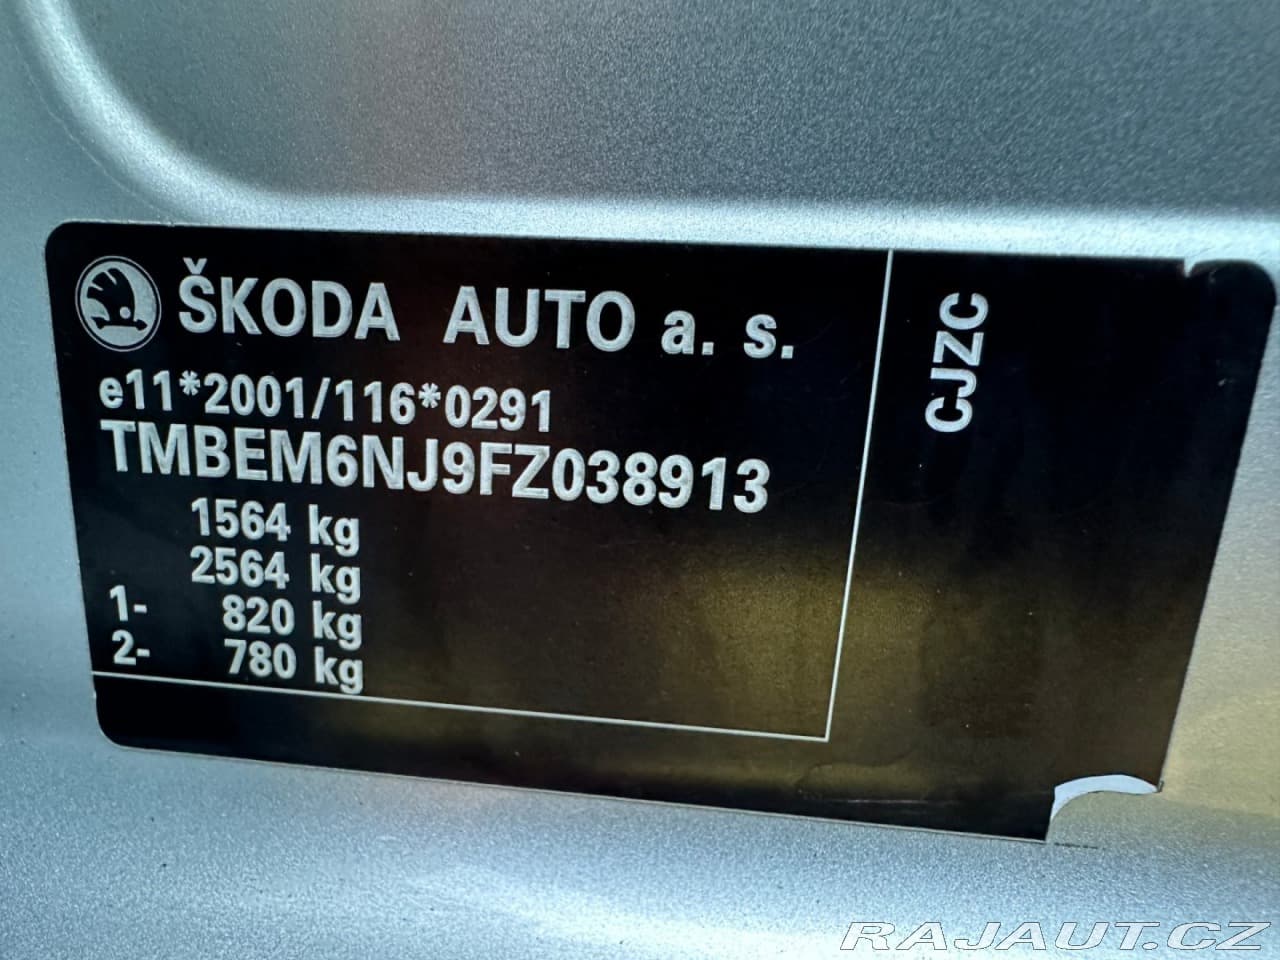 ŠKODA AUTO a. s.
e11*2001/116*0291
TMBEM6NJ9FZ038913
1564 kg
2564 kg
1- 820 kg
2- 780 kg
CJZC
RAJAUT.CZ